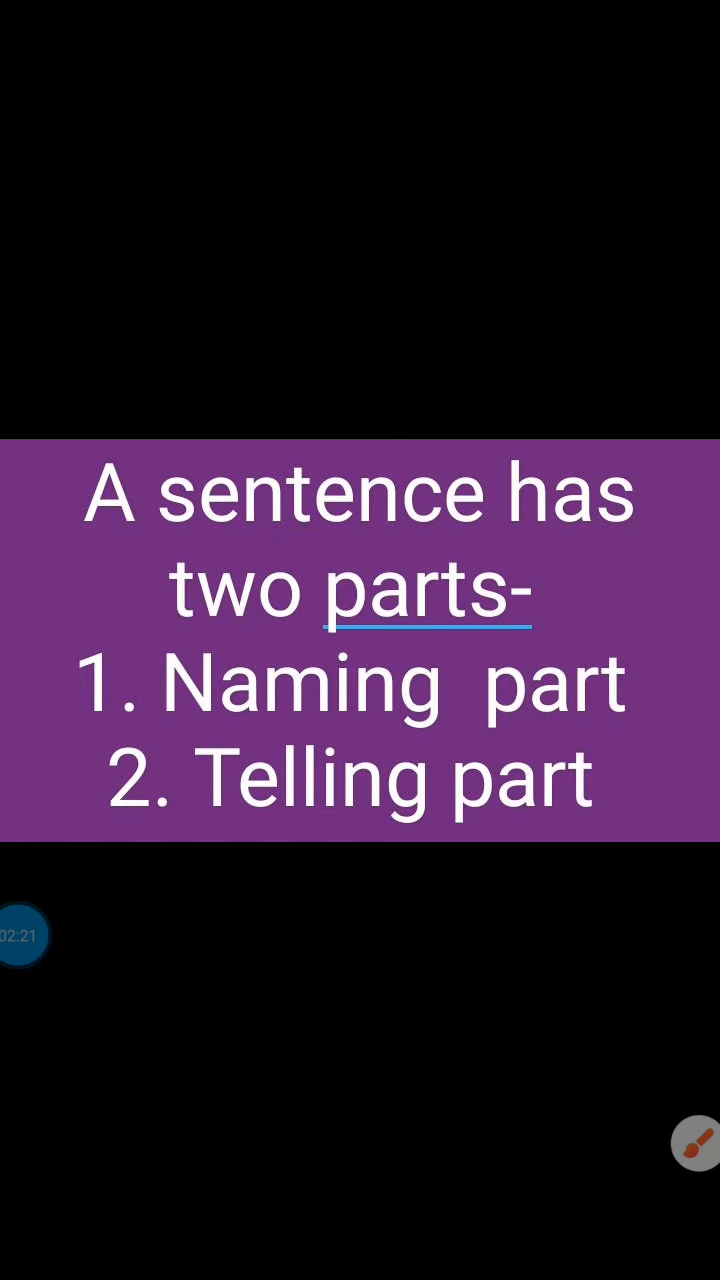 A sentence has
two parts-
1. Naming  part
2. Telling part
02:21